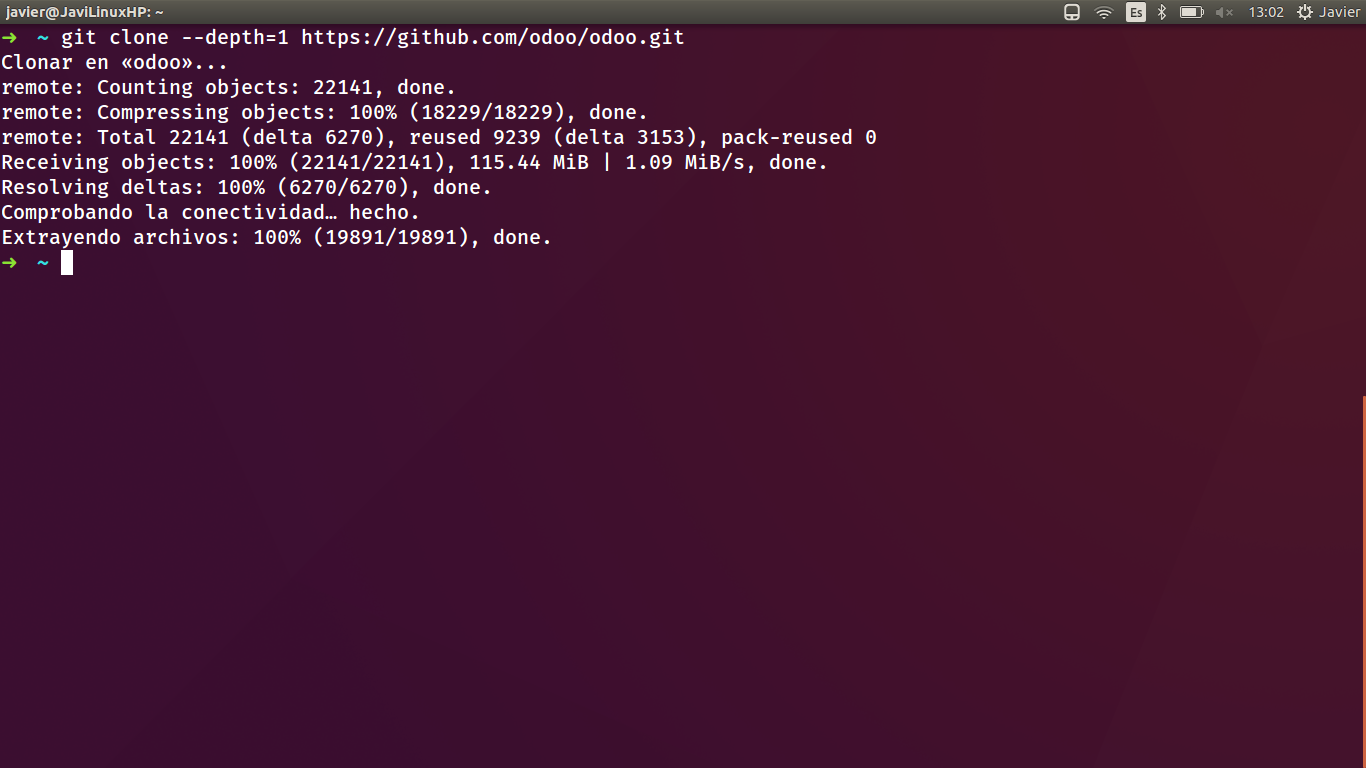 javier@JaviLinuxHP: ~ Es 13:02 Javier
➜ ~ git clone --depth=1 https://github.com/odoo/odoo.git
Clonar en «odoo»...
remote: Counting objects: 22141, done.
remote: Compressing objects: 100% (18229/18229), done.
remote: Total 22141 (delta 6270), reused 9239 (delta 3153), pack-reused 0
Receiving objects: 100% (22141/22141), 115.44 MiB | 1.09 MiB/s, done.
Resolving deltas: 100% (6270/6270), done.
Comprobando la conectividad… hecho.
Extrayendo archivos: 100% (19891/19891), done.
➜ ~